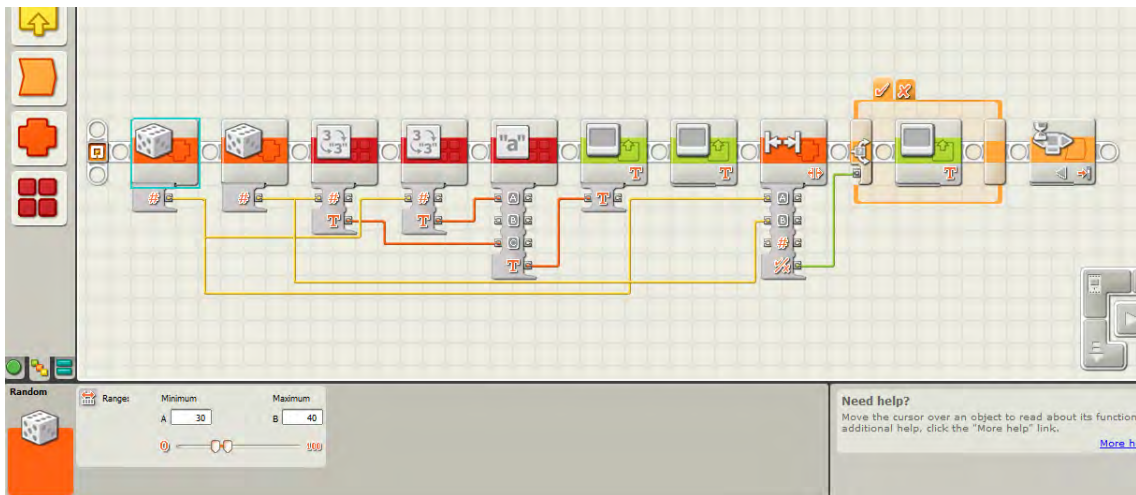 3
"3"
3
"3"
"a"
T
T
T
#
#
#
T
#
T
A
B
C
T
T
A
B
#
Random
Range:
Minimum
Maximum
A 30
B 40
0
100
Need help?
Move the cursor over an object to read about its function
additional help, click the "More help" link.
More h